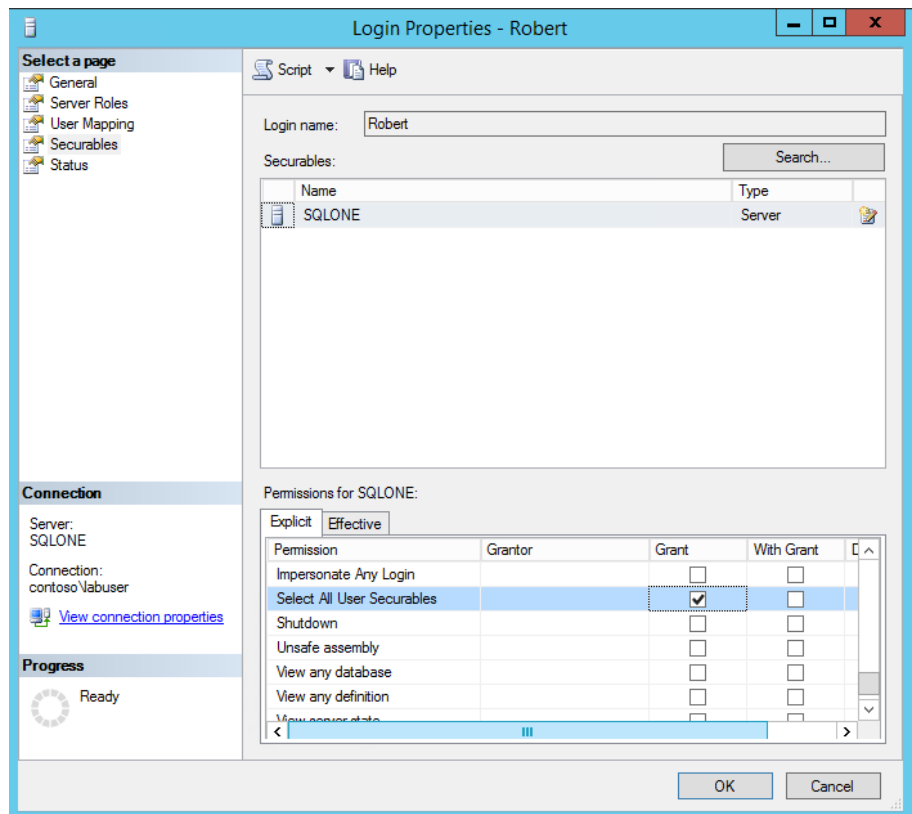 Login Properties - Robert
Select a page
General
Server Roles
User Mapping
Securables
Status
Script Help
Login name: Robert
Securables: Search...
Name Type
SQLONE Server
Connection
Server:
SQLONE
Connection:
contoso\labuser
View connection properties
Progress
Ready
Permissions for SQLONE:
Explicit Effective
Permission Grantor Grant With Grant D
Impersonate Any Login
Select All User Securables
Shutdown
Unsafe assembly
View any database
View any definition
View server state
OK Cancel